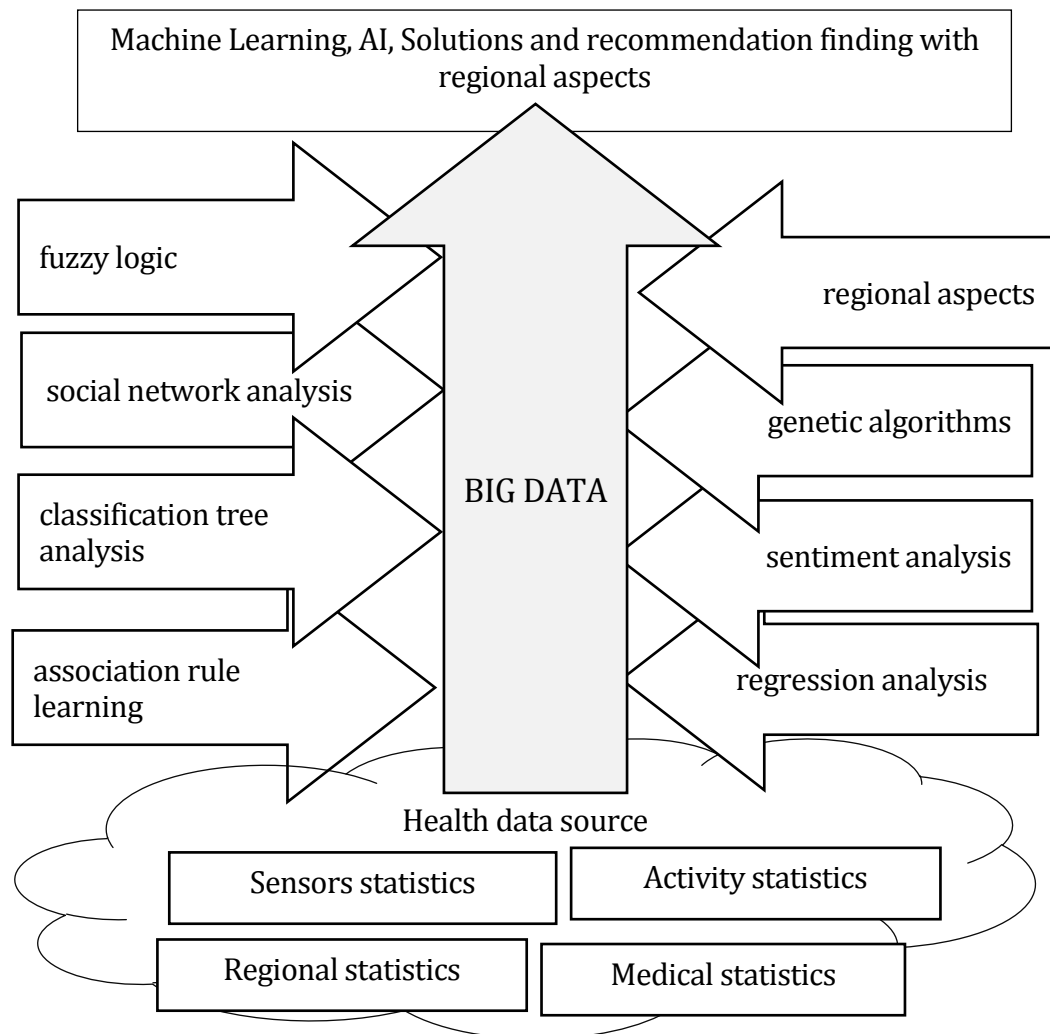 Machine Learning, AI, Solutions and recommendation finding with
regional aspects
fuzzy logic
regional aspects
social network analysis
genetic algorithms
BIG DATA
classification tree
analysis
sentiment analysis
association rule
learning
regression analysis
Health data source
Sensors statistics
Activity statistics
Regional statistics
Medical statistics